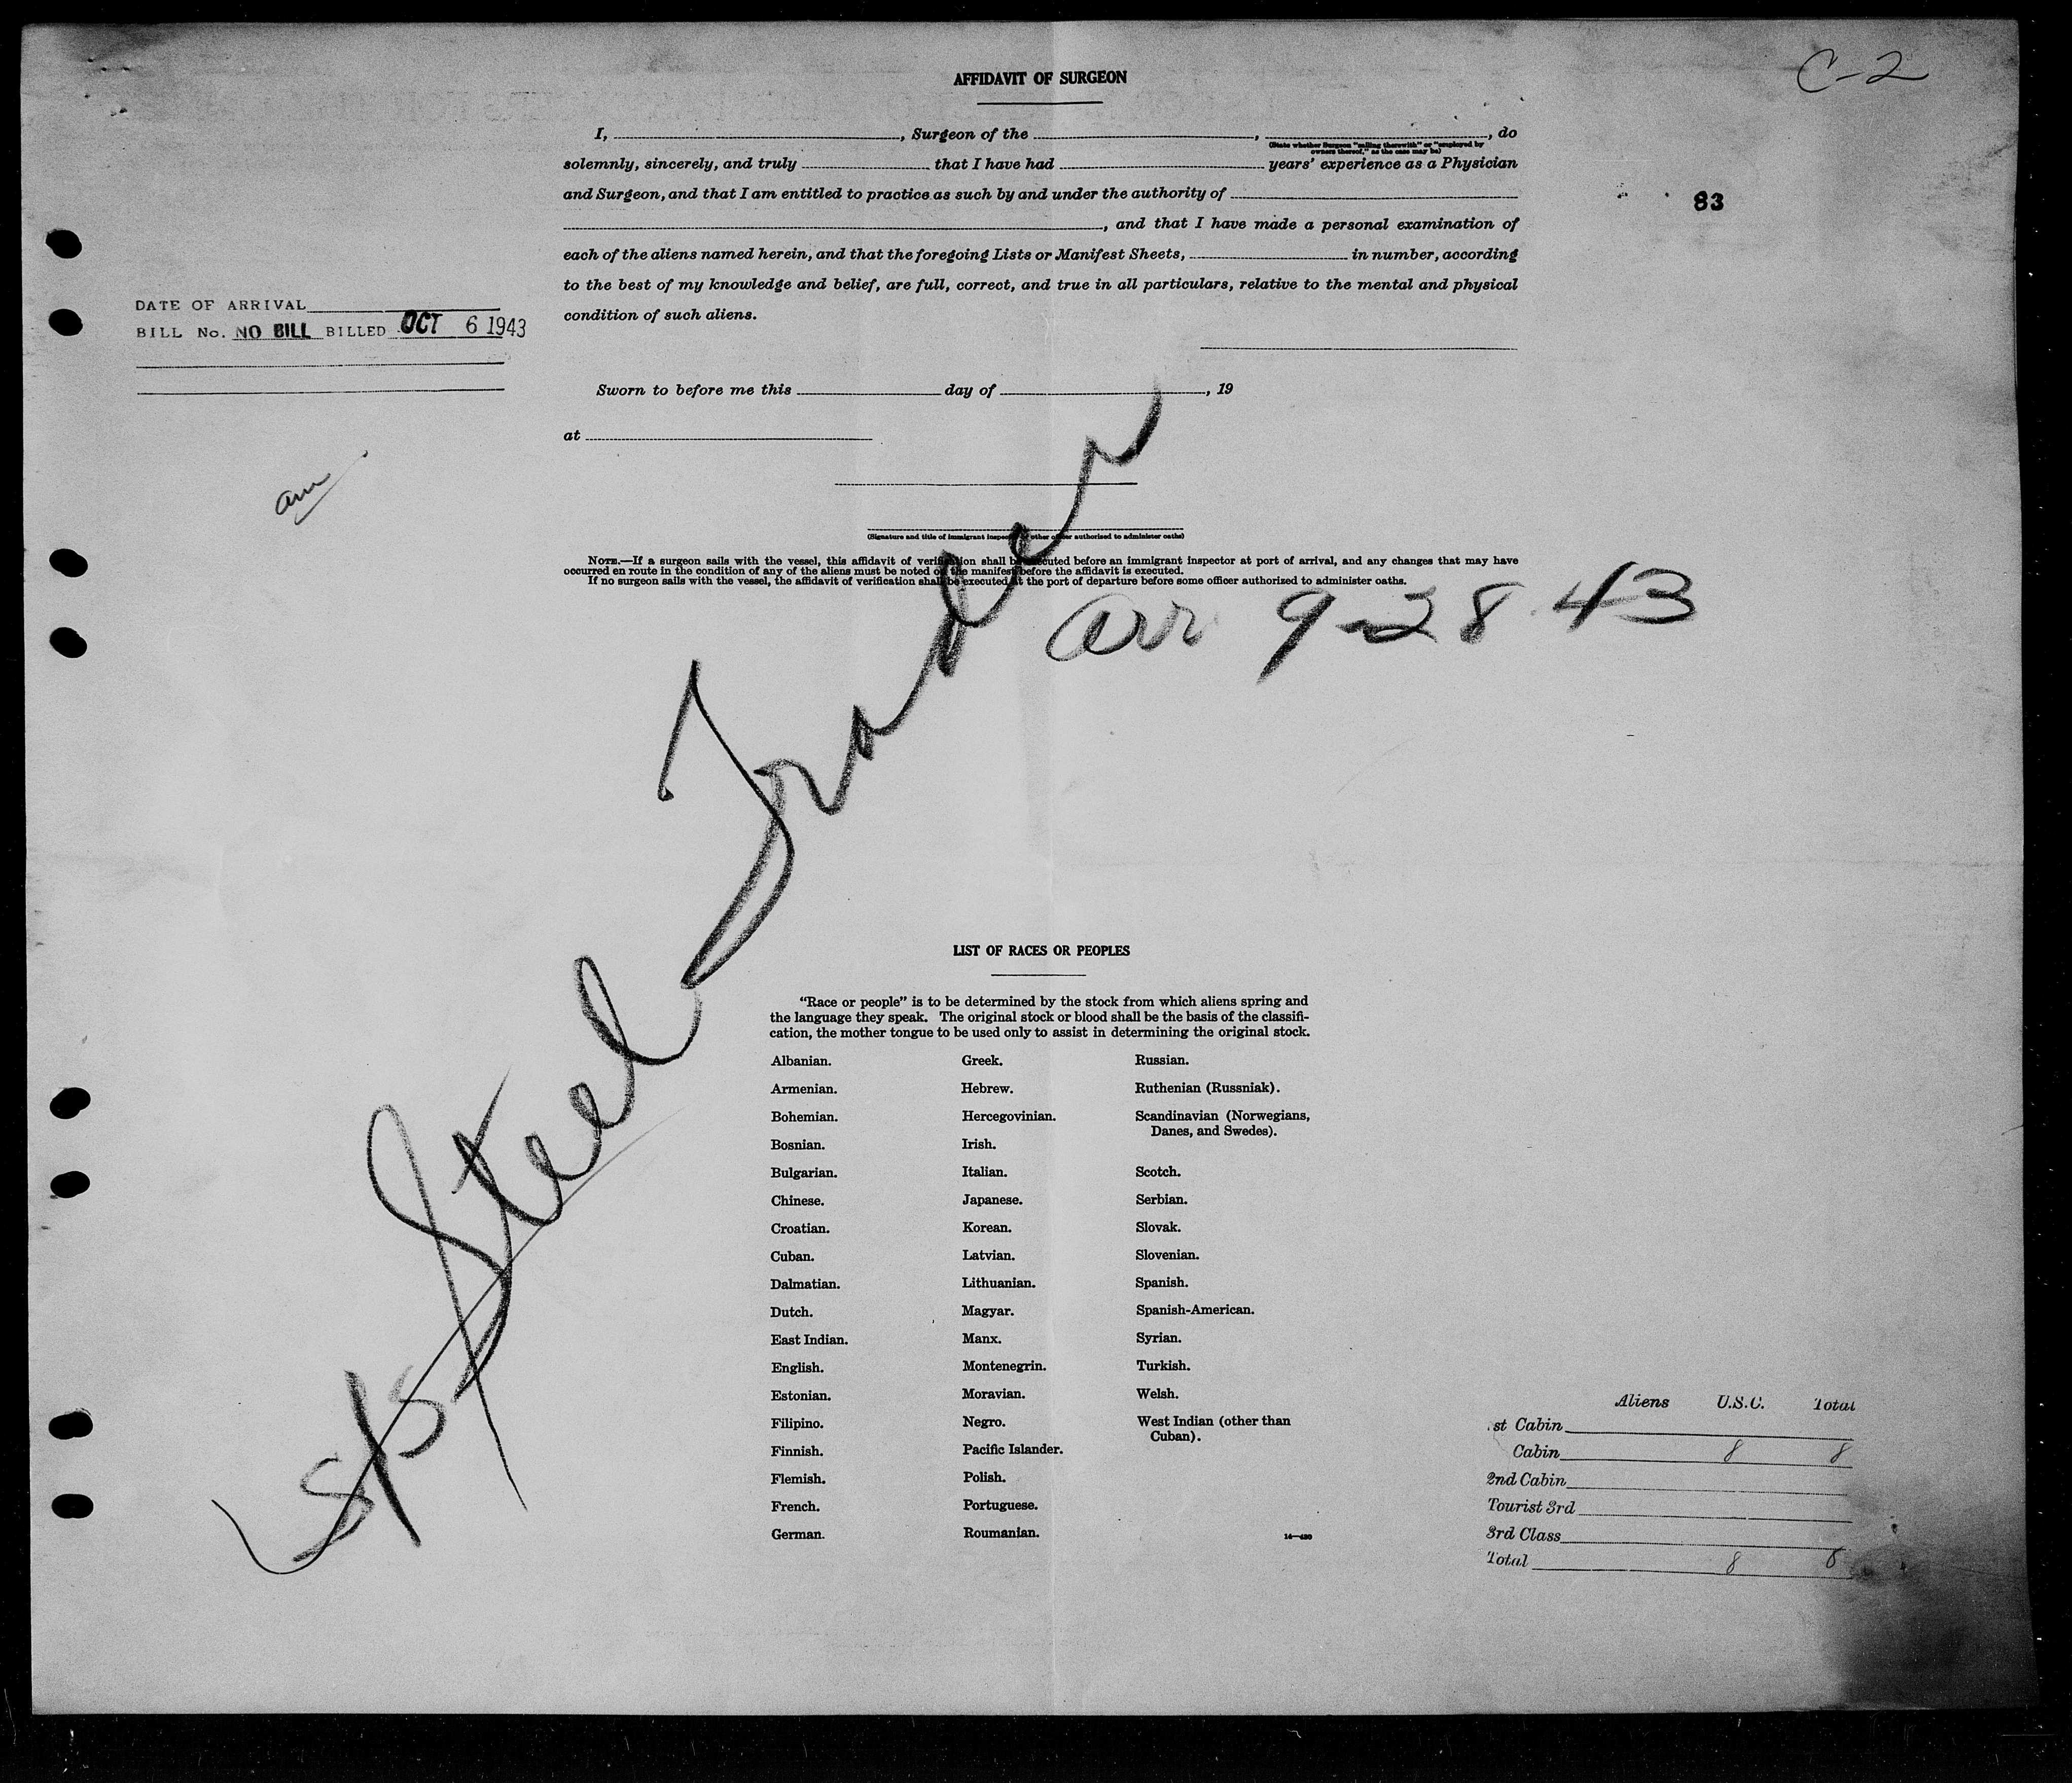 C-2
AFFIDAVIT OF SURGEON
I, , Surgeon of the , , do
(State whether Surgeon "sailing therewith" or "employed by
owners thereof," as the case may be)
solemnly, sincerely, and truly that I have had years' experience as a Physician
and Surgeon, and that I am entitled to practice as such by and under the authority of
83
, and that I have made a personal examination of
each of the aliens named herein, and that the foregoing Lists or Manifest Sheets, in number, according
to the best of my knowledge and belief, are full, correct, and true in all particulars, relative to the mental and physical
condition of such aliens.
DATE OF ARRIVAL
BILL No. NO BILL BILLED OCT 6 1943
Sworn to before me this day of , 19
at
(Signature and title of immigrant inspector or other officer authorized to administer oaths)
NOTE.—If a surgeon sails with the vessel, this affidavit of verification shall be executed before an immigrant inspector at port of arrival, and any changes that may have
occurred en route in the condition of any of the aliens must be noted on the manifest before the affidavit is executed.
If no surgeon sails with the vessel, the affidavit of verification shall be executed at the port of departure before some officer authorized to administer oaths.
arr 9-28-43
S/S Steel Trader
LIST OF RACES OR PEOPLES
"Race or people" is to be determined by the stock from which aliens spring and
the language they speak. The original stock or blood shall be the basis of the classifi-
cation, the mother tongue to be used only to assist in determining the original stock.
Albanian.
Armenian.
Bohemian.
Bosnian.
Bulgarian.
Chinese.
Croatian.
Cuban.
Dalmatian.
Dutch.
East Indian.
English.
Estonian.
Filipino.
Finnish.
Flemish.
French.
German.
Greek.
Hebrew.
Hercegovinian.
Irish.
Italian.
Japanese.
Korean.
Latvian.
Lithuanian.
Magyar.
Manx.
Montenegrin.
Moravian.
Negro.
Pacific Islander.
Polish.
Portuguese.
Roumanian.
Russian.
Ruthenian (Russniak).
Scandinavian (Norwegians,
Danes, and Swedes).
Scotch.
Serbian.
Slovak.
Slovenian.
Spanish.
Spanish-American.
Syrian.
Turkish.
Welsh.
West Indian (other than
Cuban).
Aliens U.S.C. Total
st Cabin
Cabin 8 8
2nd Cabin
Tourist 3rd
3rd Class
Total 8 8